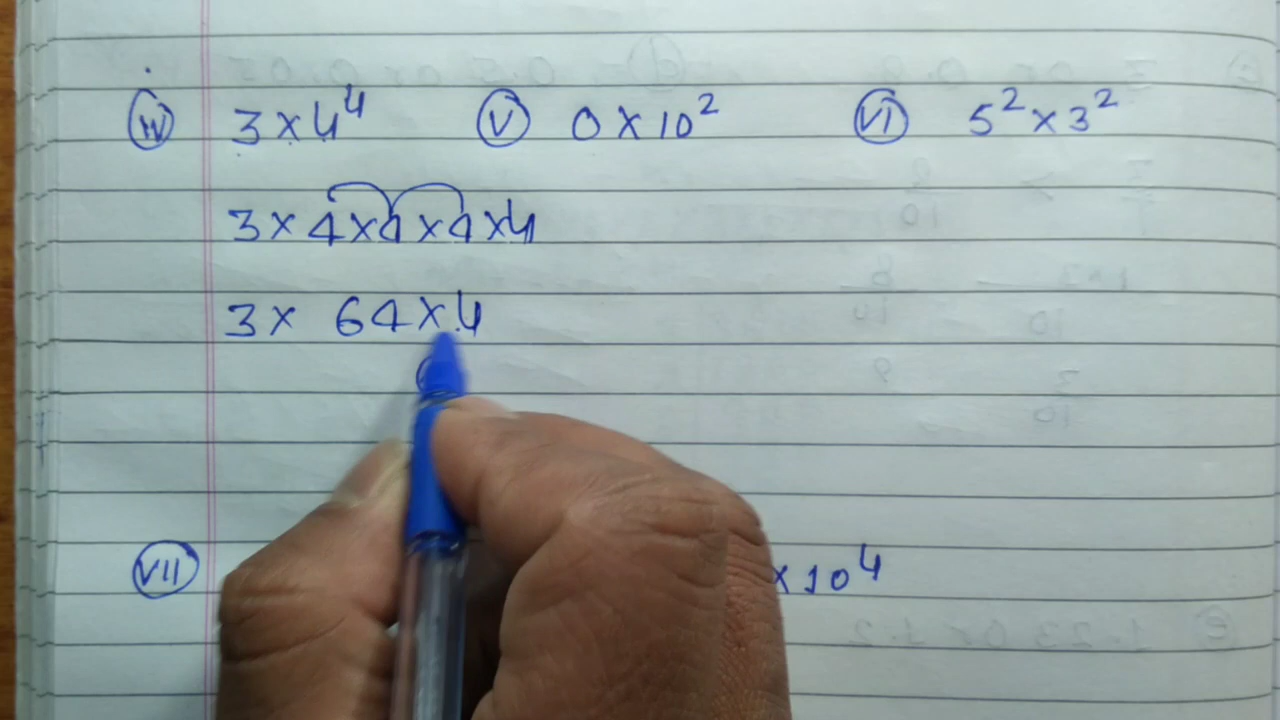 (iv) 3 × 4⁴ (V) 0 × 10² (VI) 5² × 3²
3 × 4 × 4 × 4 × 4
3 × 64 × 4
(VII) × 10⁴